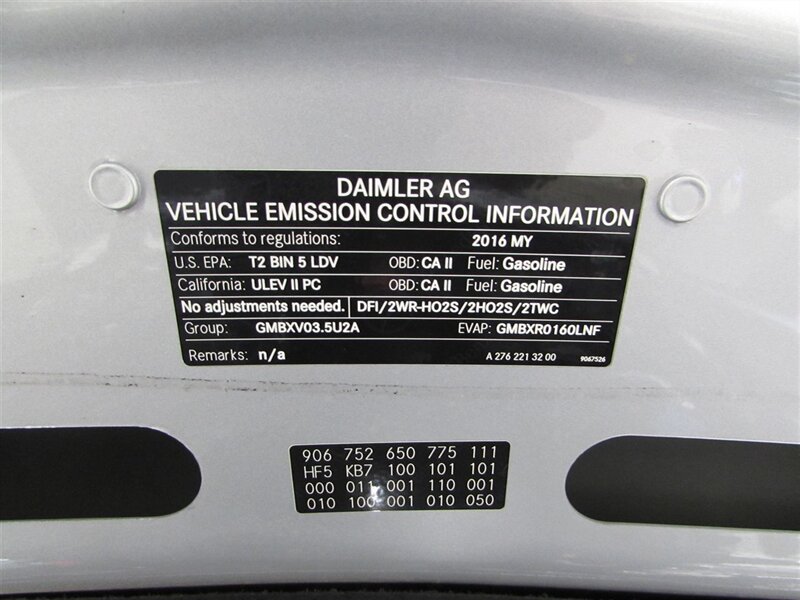 DAIMLER AG
VEHICLE EMISSION CONTROL INFORMATION
Conforms to regulations: 2016 MY
U.S. EPA: T2 BIN 5 LDV OBD: CA II Fuel: Gasoline
California: ULEV II PC OBD: CA II Fuel: Gasoline
No adjustments needed. DFI/2WR-HO2S/2HO2S/2TWC
Group: GMBXV03.5U2A EVAP: GMBXR0160LNF
Remarks: n/a A 276 221 32 00 9067526
906 752 650 775 111
HF5 KB7 100 101 101
000 011 001 110 001
010 100 001 010 050